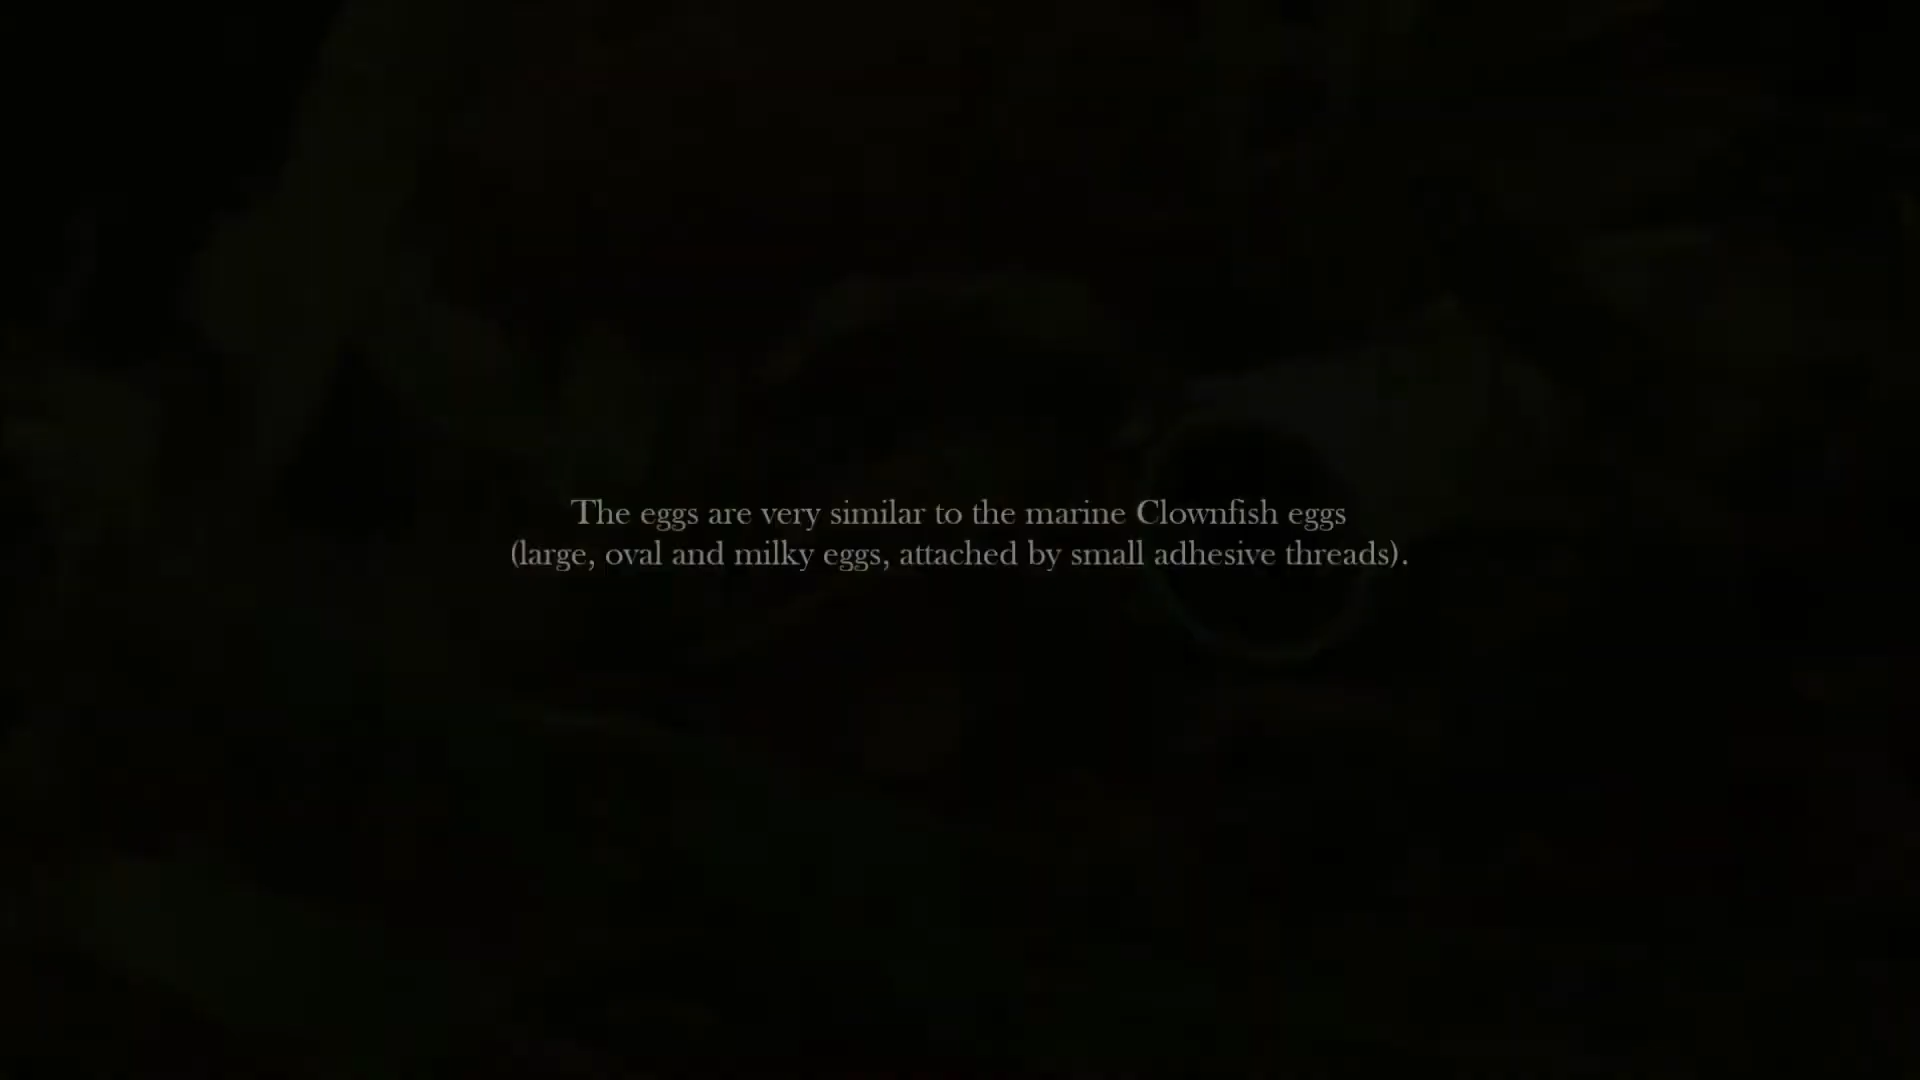 The eggs are very similar to the marine Clownfish eggs
(large, oval and milky eggs, attached by small adhesive threads).